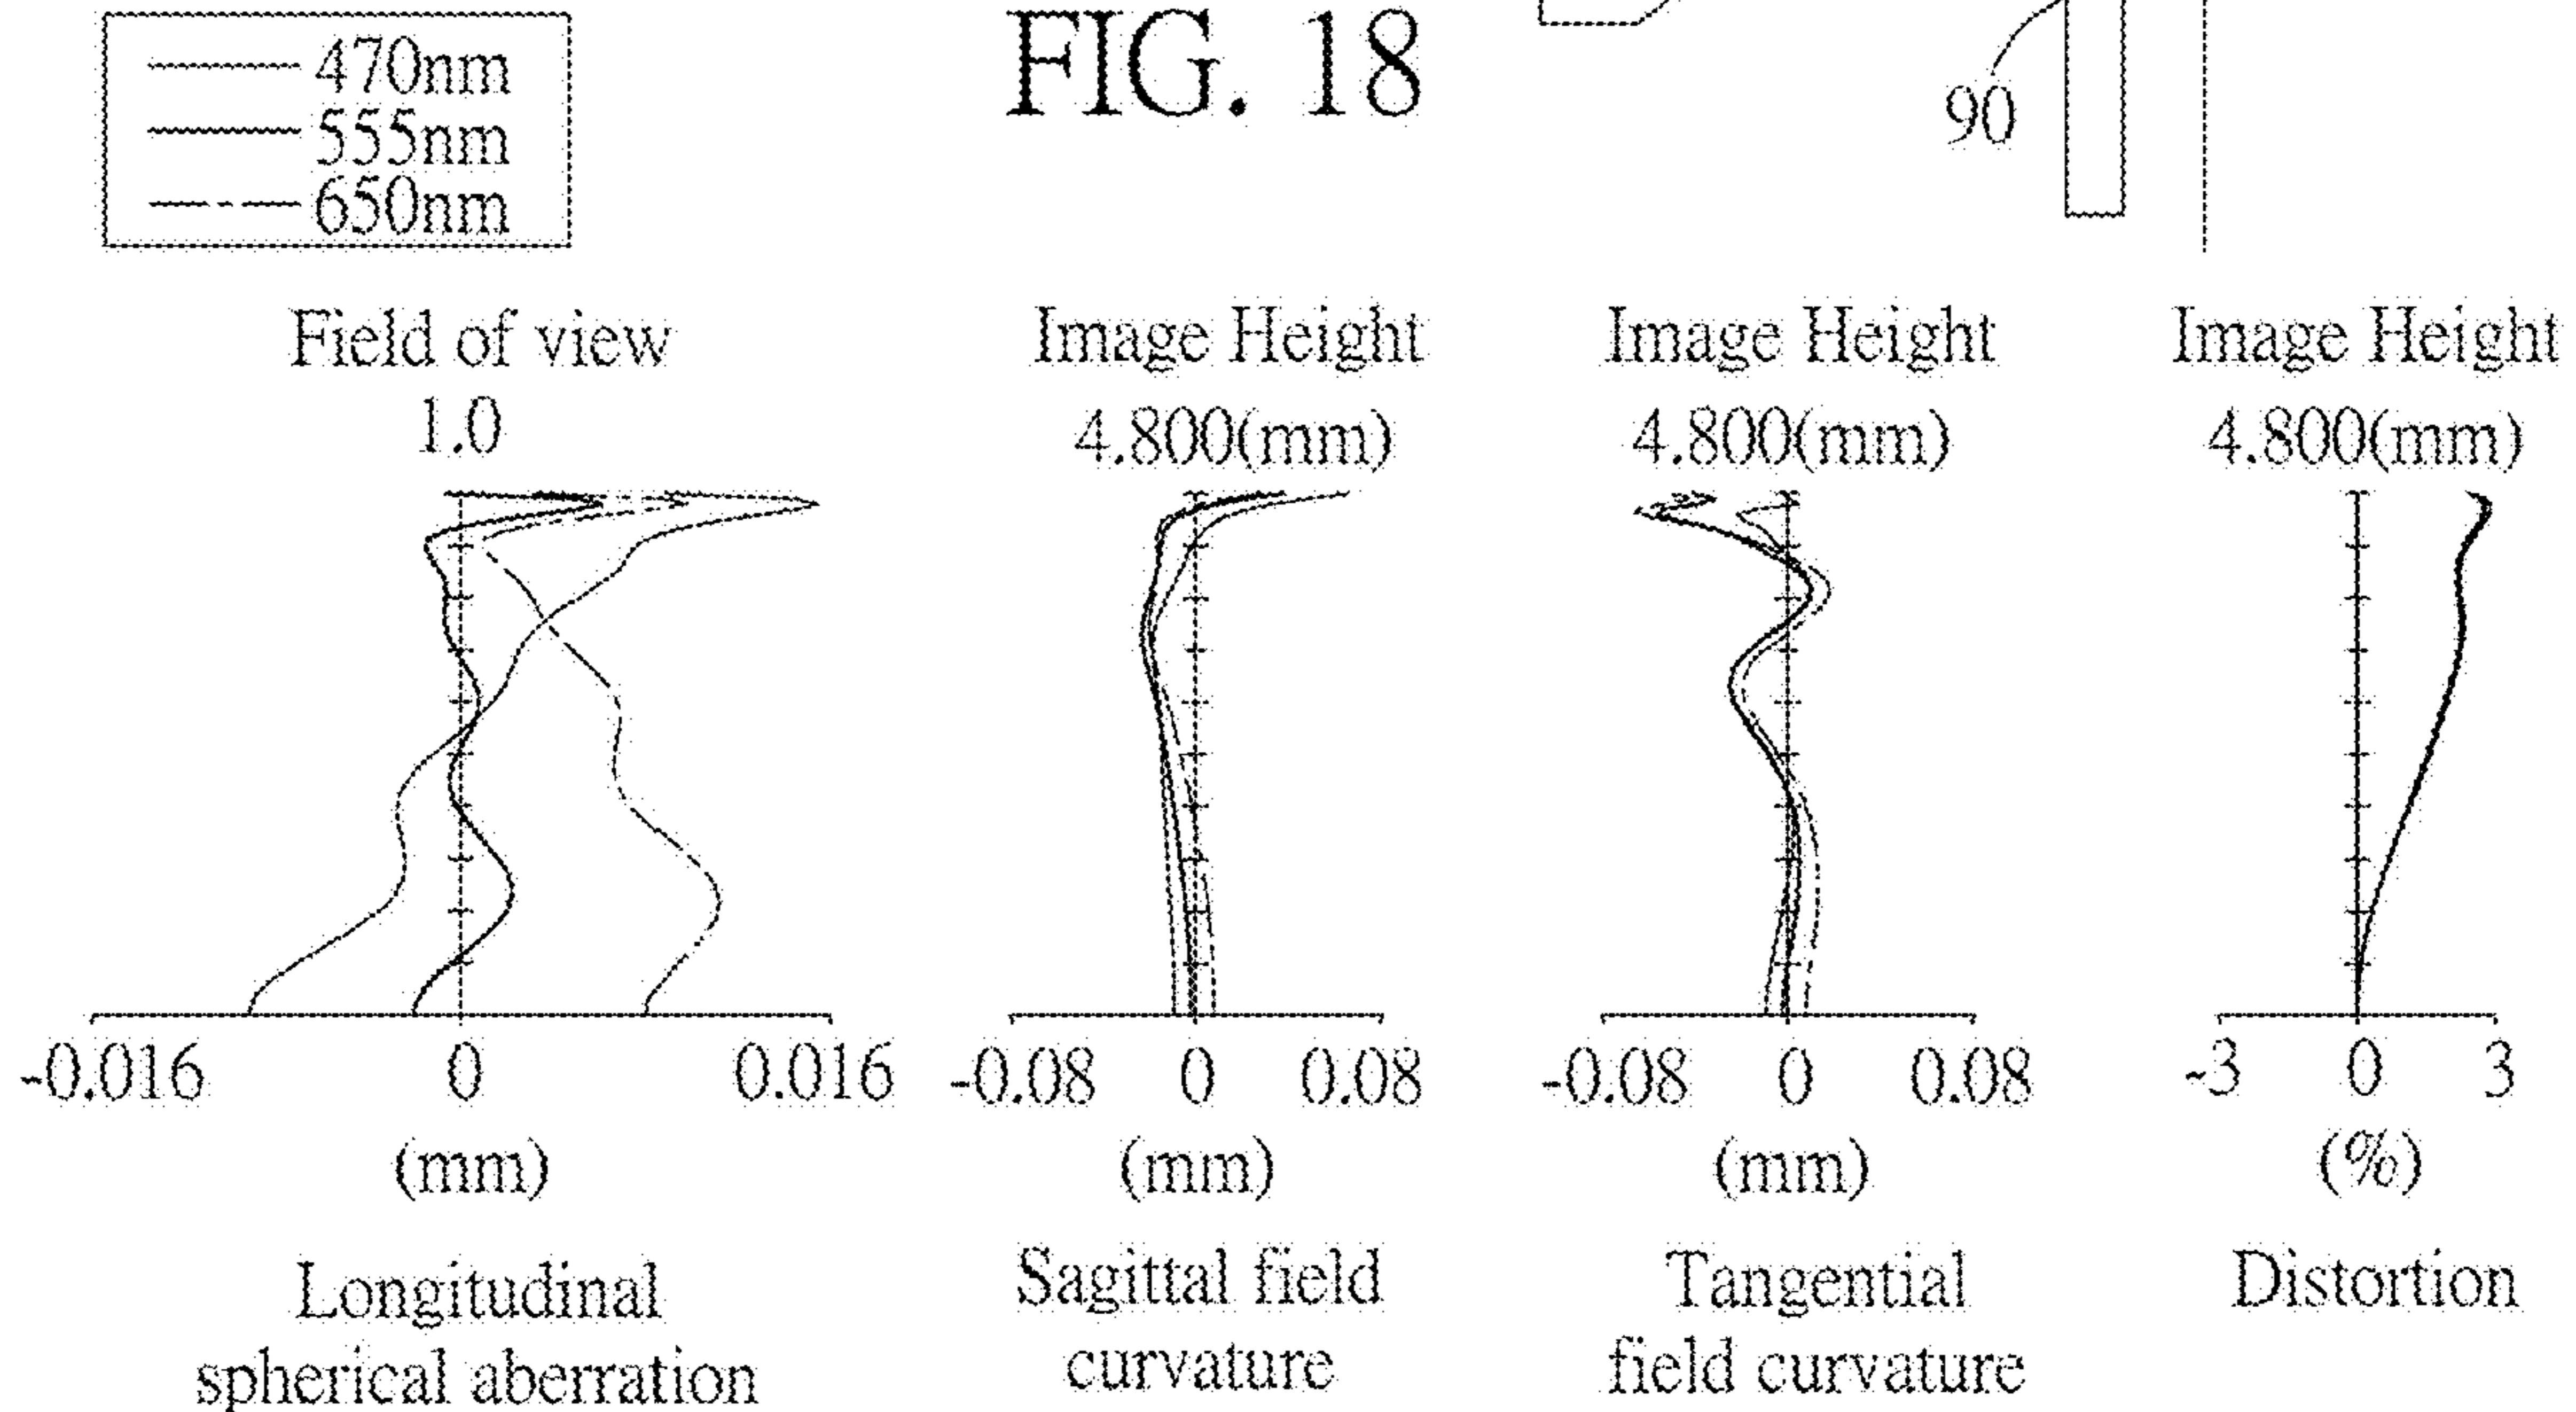 470nm
555nm
650nm
FIG. 18
90
Field of view
1.0
Image Height
4.800(mm)
Image Height
4.800(mm)
Image Height
4.800(mm)
-0.016 0 0.016
(mm)
Longitudinal
spherical aberration
-0.08 0 0.08
(mm)
Sagittal field
curvature
-0.08 0 0.08
(mm)
Tangential
field curvature
-3 0 3
(%)
Distortion